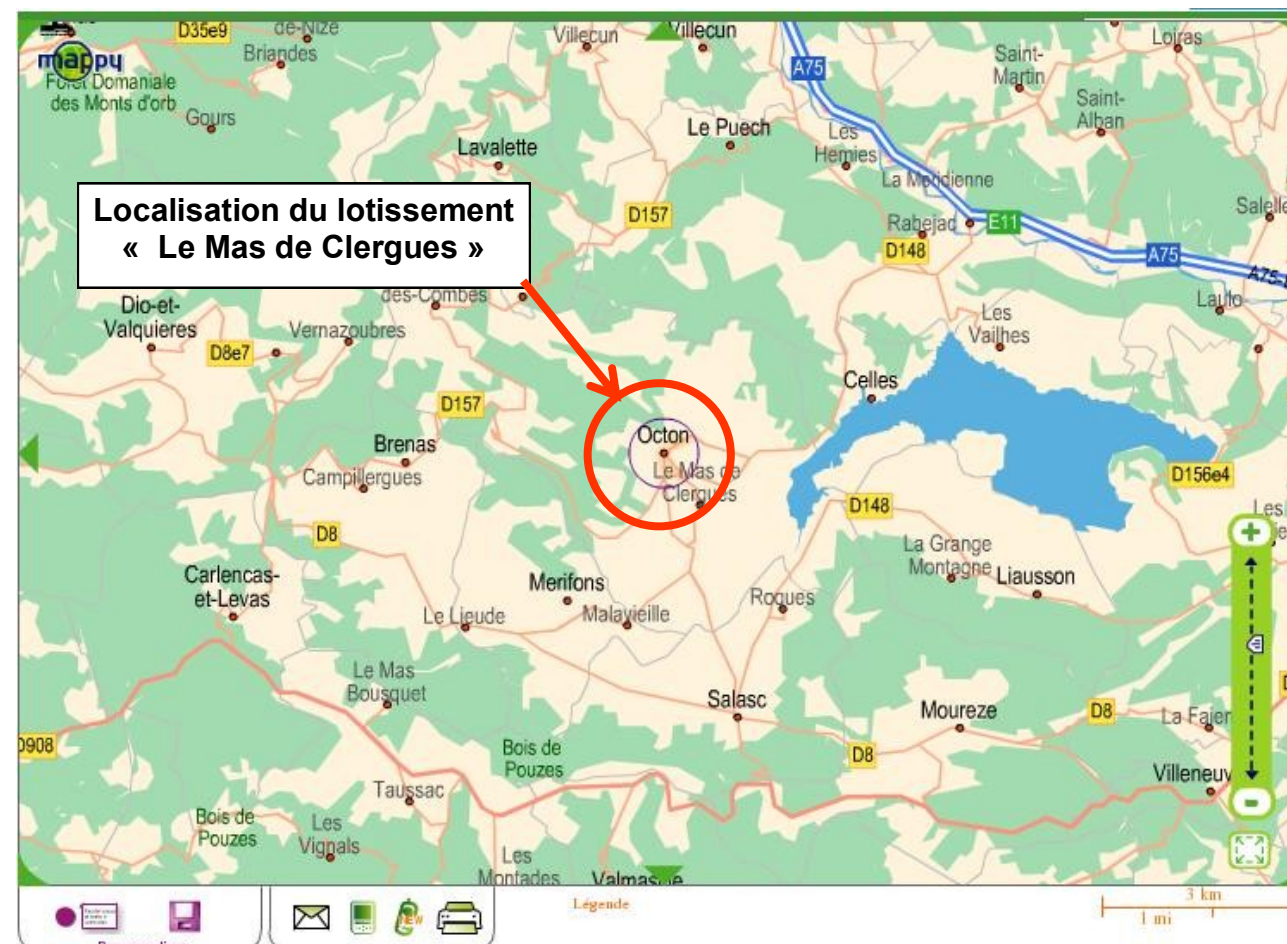 D35e9
de-Nize
Briandes
Villecun
Villecun
A75
Loiras
Saint-
Martin
mappy
Forêt Domaniale
des Monts d'orb
Gours
Saint-
Alban
Le Puech
Les
Hemies
Lavalette
La Meridienne
Localisation du lotissement
« Le Mas de Clergues »
D157
Rabejac
E11
D148
A75
Dio-et-
Valquieres
des-Combes
Vernazoubres
D8e7
Les
Vailhes
Celles
D157
Octon
Brenas
Campillergues
Le Mas de
Clergues
D156e4
D148
Les
D8
La Grange
Montagne
Liausson
Carlencas-
et-Levas
Merifons
Le Lieude
Malavieille
Roques
Le Mas
Bousquet
Salasc
Moureze
D8
D908
Bois de
Pouzes
D8
Taussac
Bois de
Pouzes
Les
Vignals
Les
Montades
NEW
Légende
3 km
1 mi